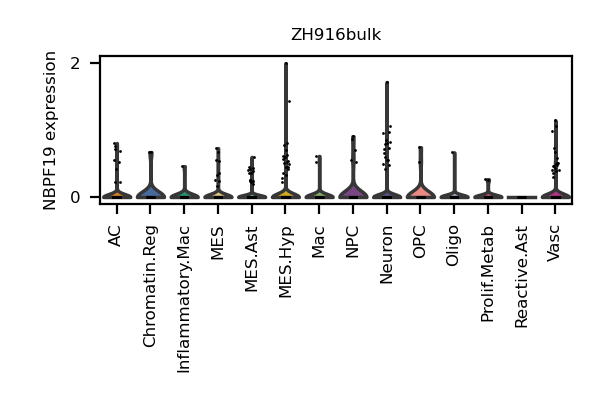 ZH916bulk
NBPF19 expression
2
0
AC
Chromatin.Reg
Inflammatory.Mac
MES
MES.Ast
MES.Hyp
Mac
NPC
Neuron
OPC
Oligo
Prolif.Metab
Reactive.Ast
Vasc